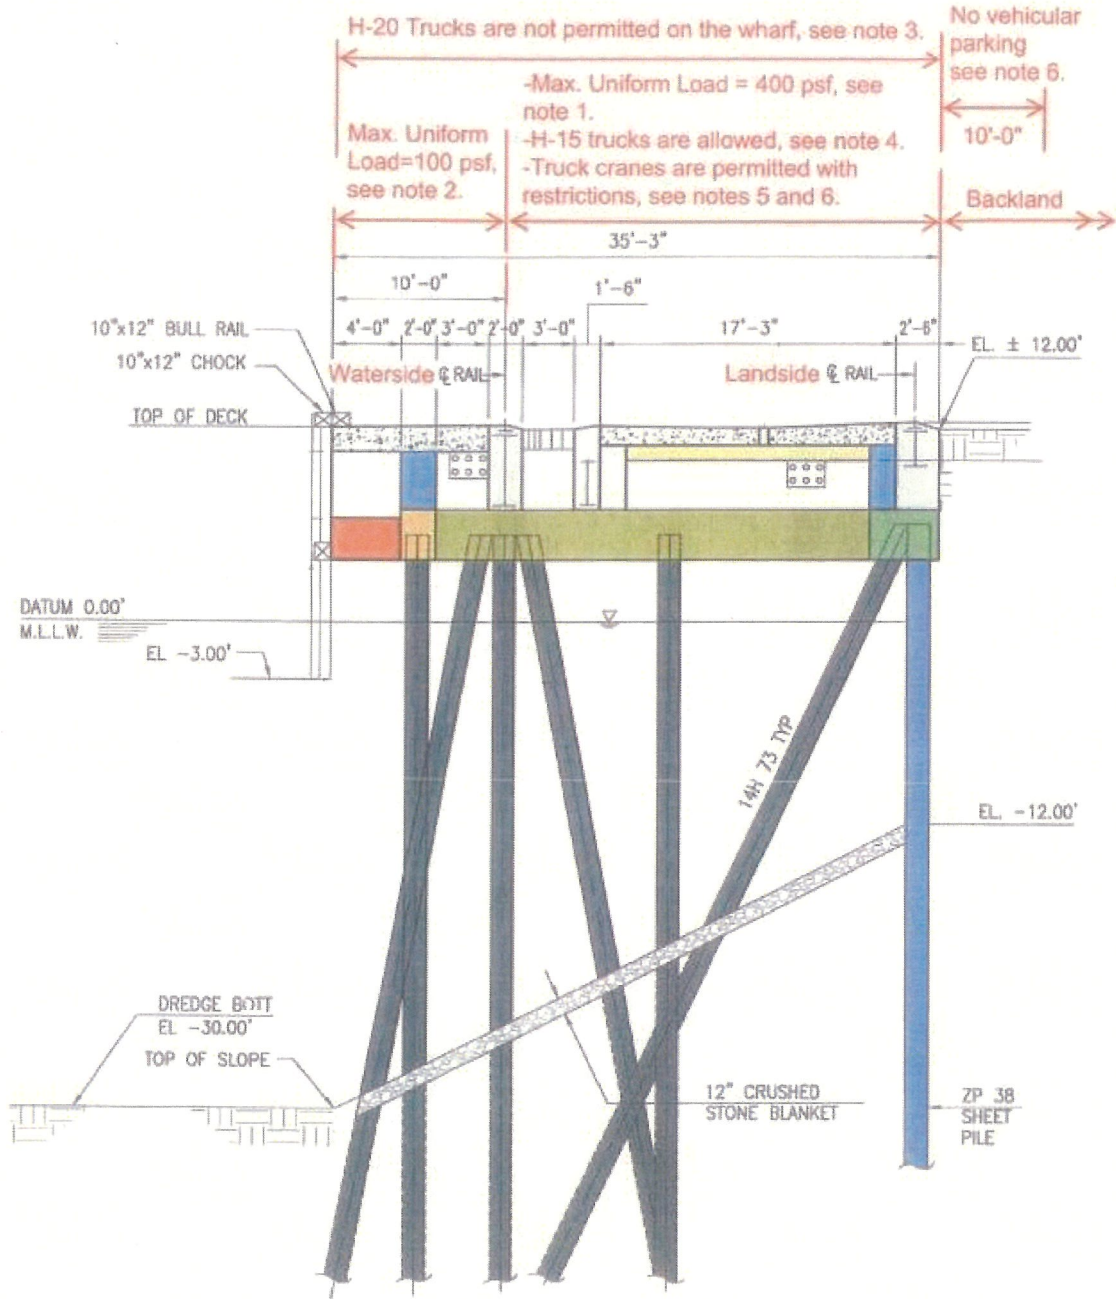 H-20 Trucks are not permitted on the wharf, see note 3.
No vehicular
parking
see note 6.
10'-0"
-Max. Uniform Load = 400 psf, see
note 1.
-H-15 trucks are allowed, see note 4.
-Truck cranes are permitted with
restrictions, see notes 5 and 6.
Max. Uniform
Load=100 psf,
see note 2.
Backland
35'-3"
10'-0"
1'-6"
4'-0"
2'-0"
3'-0"
2'-0"
3'-0"
17'-3"
2'-6"
10"x12" BULL RAIL
10"x12" CHOCK
EL. ± 12.00'
Waterside ℄ RAIL
Landside ℄ RAIL
TOP OF DECK
DATUM 0.00'
M.L.L.W.
EL -3.00'
14H 73 TYP
EL. -12.00'
DREDGE BOTT
EL -30.00'
TOP OF SLOPE
12" CRUSHED
STONE BLANKET
ZP 38
SHEET
PILE